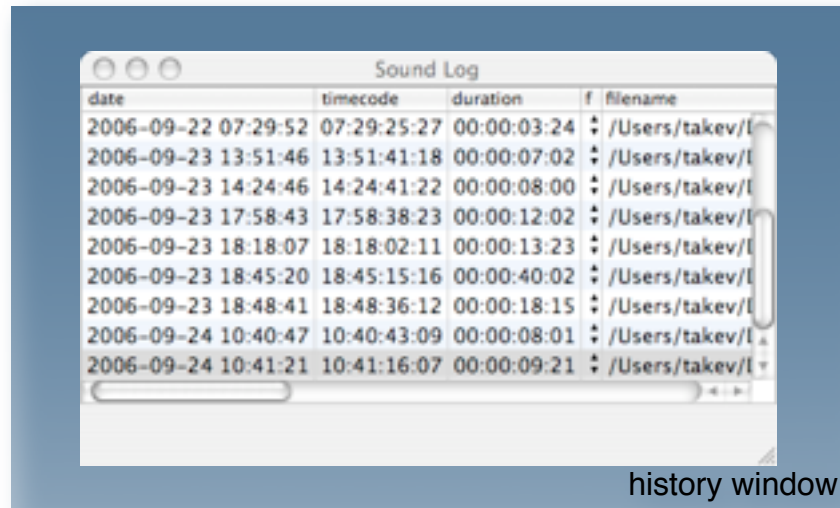 Sound Log
date timecode duration f filename
2006-09-22 07:29:52 07:29:25:27 00:00:03:24 /Users/takev/
2006-09-23 13:51:46 13:51:41:18 00:00:07:02 /Users/takev/
2006-09-23 14:24:46 14:24:41:22 00:00:08:00 /Users/takev/
2006-09-23 17:58:43 17:58:38:23 00:00:12:02 /Users/takev/
2006-09-23 18:18:07 18:18:02:11 00:00:13:23 /Users/takev/
2006-09-23 18:45:20 18:45:15:16 00:00:40:02 /Users/takev/
2006-09-23 18:48:41 18:48:36:12 00:00:18:15 /Users/takev/
2006-09-24 10:40:47 10:40:43:09 00:00:08:01 /Users/takev/
2006-09-24 10:41:21 10:41:16:07 00:00:09:21 /Users/takev/
history window